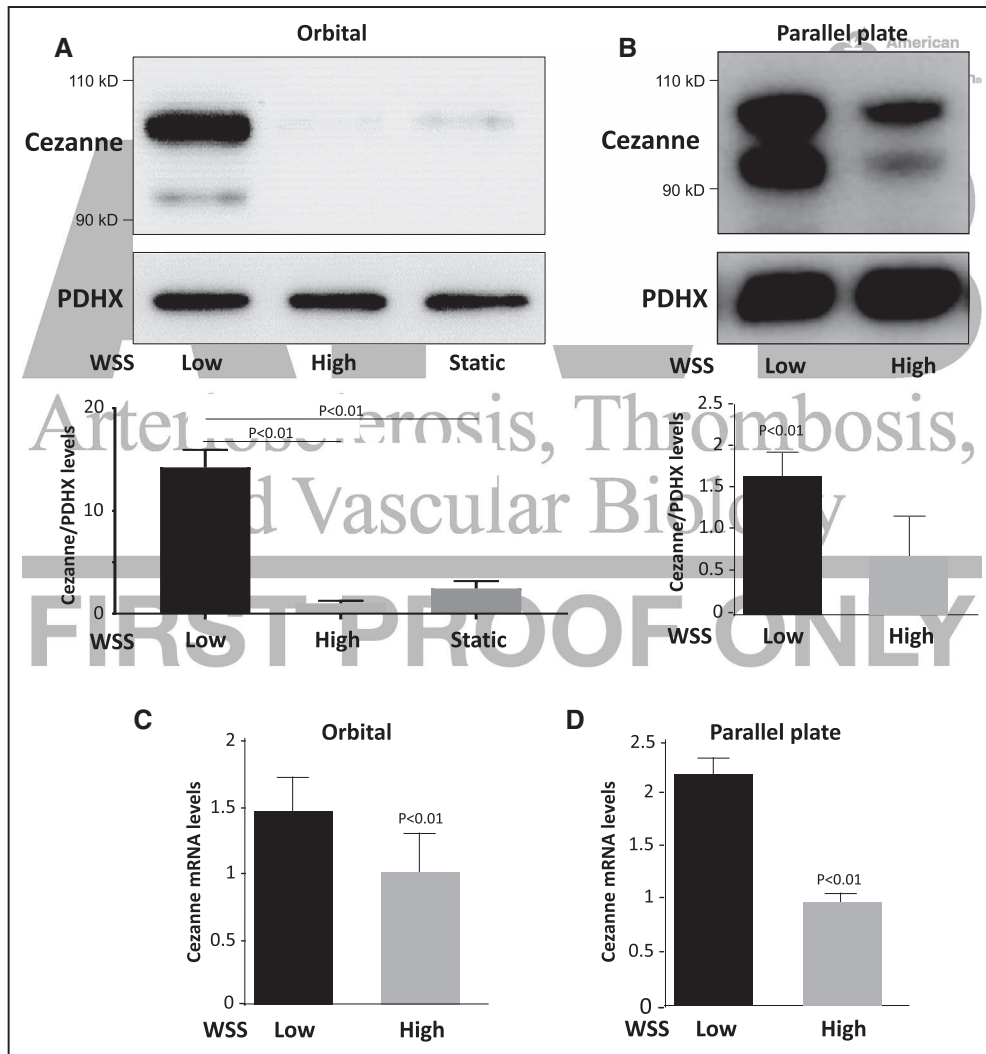 A
Orbital
110 kD
Cezanne
90 kD
PDHX
WSS Low High Static
20
P<0.01
P<0.01
10
0
Cezanne/PDHX levels
WSS Low High Static
B
Parallel plate
American
110 kD
Cezanne
90 kD
PDHX
WSS Low High
2.5
2
P<0.01
1.5
1.0
0.5
0
Cezanne/PDHX levels
WSS Low High
Thrombosis,
Vascular Biology
FIRST PROOF ONLY
C
Orbital
2
1.5
P<0.01
1
0.5
0
Cezanne mRNA levels
WSS Low High
D
Parallel plate
2.5
2
1.5
P<0.01
1
0.5
0
Cezanne mRNA levels
WSS Low High